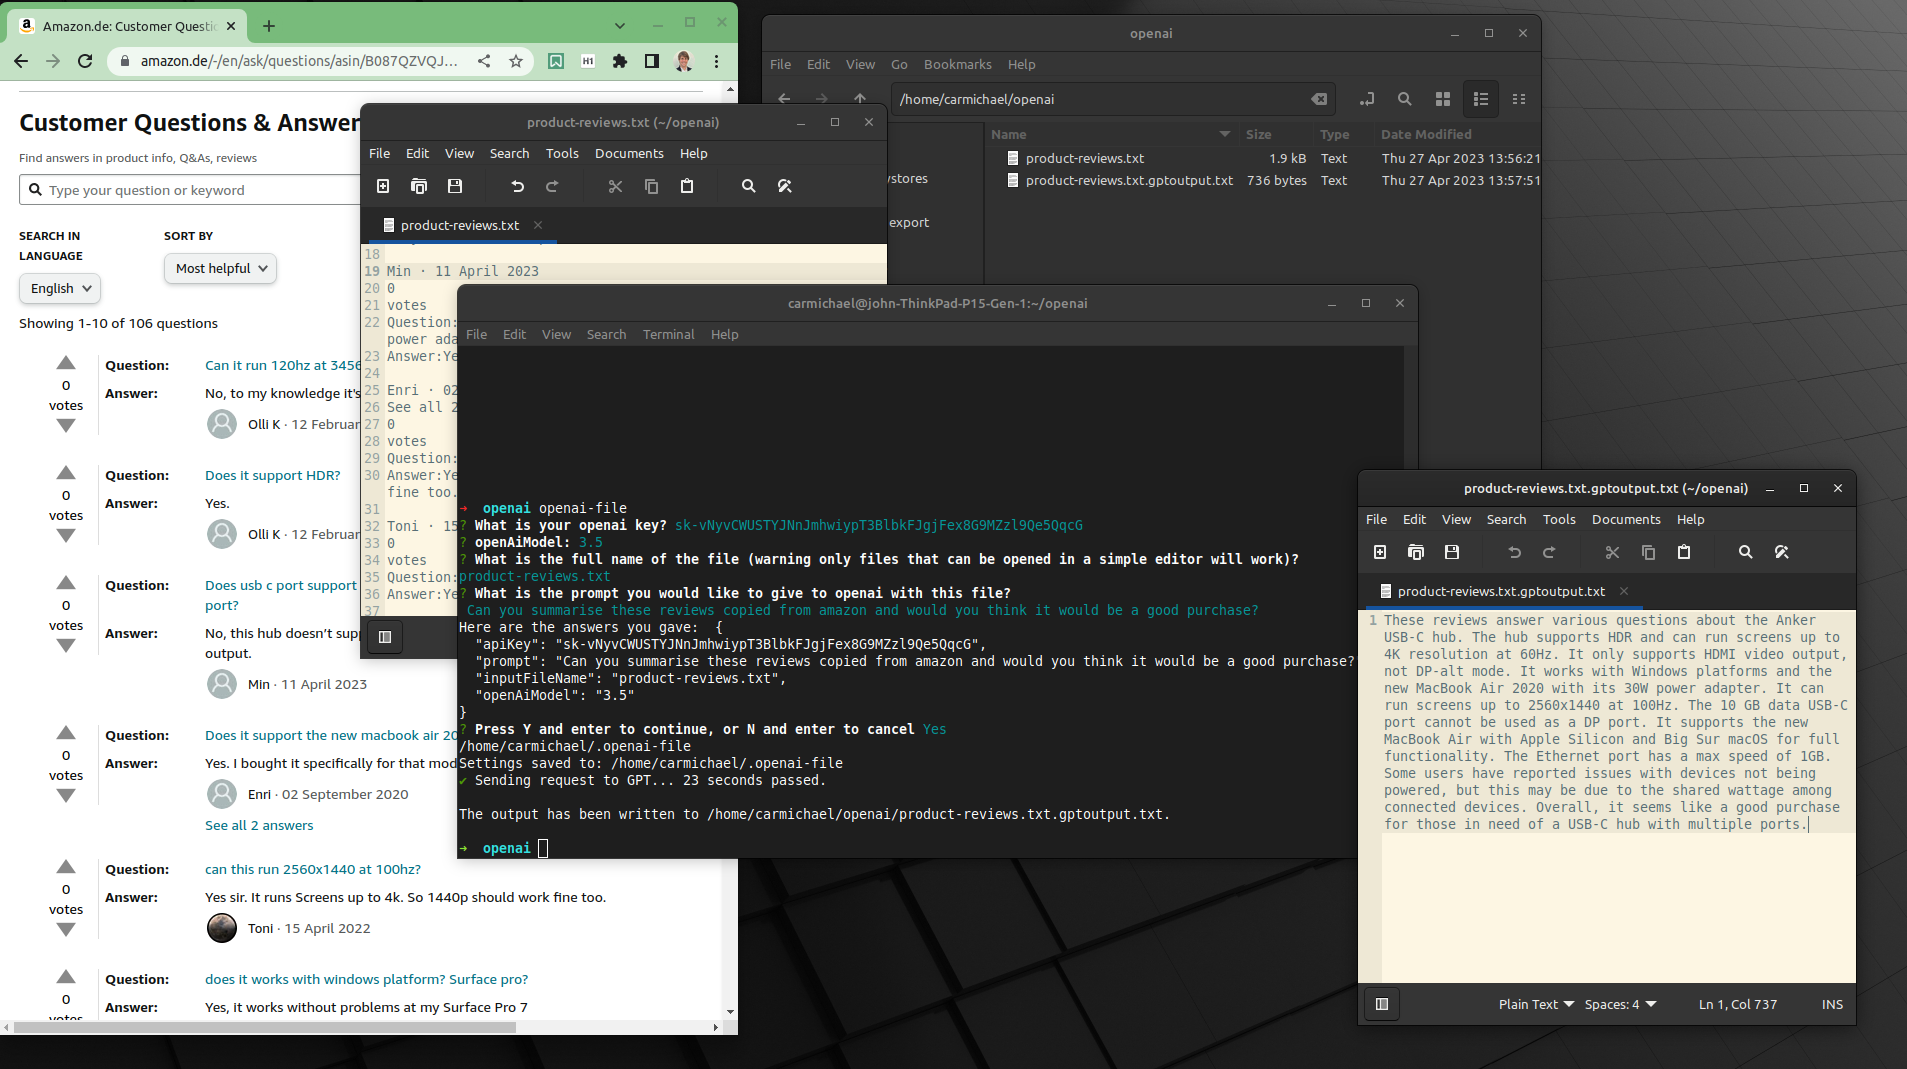 Amazon.de: Customer Questic
amazon.de/-/en/ask/questions/asin/B087QZVQJ...
H1
Customer Questions & Answer
Find answers in product info, Q&As, reviews
Type your question or keyword
SEARCH IN LANGUAGE
SORT BY
English
Most helpful
Showing 1-10 of 106 questions
0
votes
Question: Can it run 120hz at 3456
Answer: No, to my knowledge it's
Olli K · 12 Februar
0
votes
Question: Does it support HDR?
Answer: Yes.
Olli K · 12 Februar
0
votes
Question: Does usb c port support
port?
Answer: No, this hub doesn't sup
output.
Min · 11 April 2023
0
votes
Question: Does it support the new macbook air 20
Answer: Yes. I bought it specifically for that mod
Enri · 02 September 2020
See all 2 answers
0
votes
Question: can this run 2560x1440 at 100hz?
Answer: Yes sir. It runs Screens up to 4k. So 1440p should work fine too.
Toni · 15 April 2022
0
votes
Question: does it works with windows platform? Surface pro?
Answer: Yes, it works without problems at my Surface Pro 7
openai
File Edit View Go Bookmarks Help
/home/carmichael/openai
Name Size Type Date Modified
product-reviews.txt 1.9 kB Text Thu 27 Apr 2023 13:56:21
product-reviews.txt.gptoutput.txt 736 bytes Text Thu 27 Apr 2023 13:57:51
vstores
export
product-reviews.txt (~/openai)
File Edit View Search Tools Documents Help
product-reviews.txt
18
19 Min · 11 April 2023
20 0
21 votes
22 Question:
power ada
23 Answer:Ye
24
25 Enri · 02
26 See all 2
27 0
28 votes
29 Question:
30 Answer:Ye
fine too.
31
32 Toni · 15
33 0
34 votes
35 Question:
36 Answer:Ye
37
carmichael@john-ThinkPad-P15-Gen-1:~/openai
File Edit View Search Terminal Help
➜ openai openai-file
? What is your openai key? 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
? openAiModel: 3.5
? What is the full name of the file (warning only files that can be opened in a simple editor will work)?
product-reviews.txt
? What is the prompt you would like to give to openai with this file?
Can you summarise these reviews copied from amazon and would you think it would be a good purchase?
Here are the answers you gave: {
"apiKey": "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",
"prompt": "Can you summarise these reviews copied from amazon and would you think it would be a good purchase?
"inputFileName": "product-reviews.txt",
"openAiModel": "3.5"
}
? Press Y and enter to continue, or N and enter to cancel Yes
/home/carmichael/.openai-file
Settings saved to: /home/carmichael/.openai-file
✔ Sending request to GPT... 23 seconds passed.
The output has been written to /home/carmichael/openai/product-reviews.txt.gptoutput.txt.
➜ openai
product-reviews.txt.gptoutput.txt (~/openai)
File Edit View Search Tools Documents Help
product-reviews.txt.gptoutput.txt
1 These reviews answer various questions about the Anker
USB-C hub. The hub supports HDR and can run screens up to
4K resolution at 60Hz. It only supports HDMI video output,
not DP-alt mode. It works with Windows platforms and the
new MacBook Air 2020 with its 30W power adapter. It can
run screens up to 2560x1440 at 100Hz. The 10 GB data USB-C
port cannot be used as a DP port. It supports the new
MacBook Air with Apple Silicon and Big Sur macOS for full
functionality. The Ethernet port has a max speed of 1GB.
Some users have reported issues with devices not being
powered, but this may be due to the shared wattage among
connected devices. Overall, it seems like a good purchase
for those in need of a USB-C hub with multiple ports.
Plain Text Spaces: 4 Ln 1, Col 737 INS